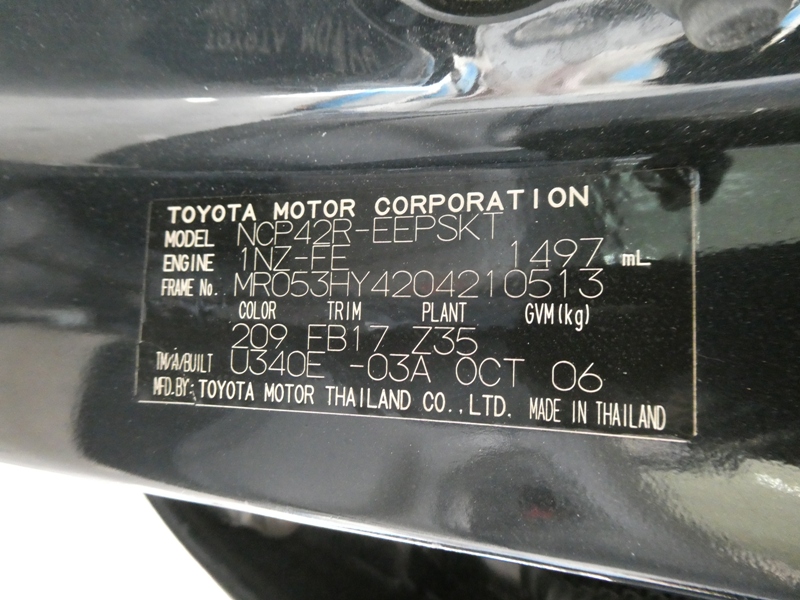 TOYOTA MOTOR CORPORATION
MODEL NCP42R-EEPSKT
ENGINE 1NZ-FE 1497 mL
FRAME No. MR053HY4204210513
COLOR TRIM PLANT GVM(kg)
209 FB17 Z35
TM/A/BUILT U340E -03A OCT 06
MFD.BY: TOYOTA MOTOR THAILAND CO.,LTD. MADE IN THAILAND